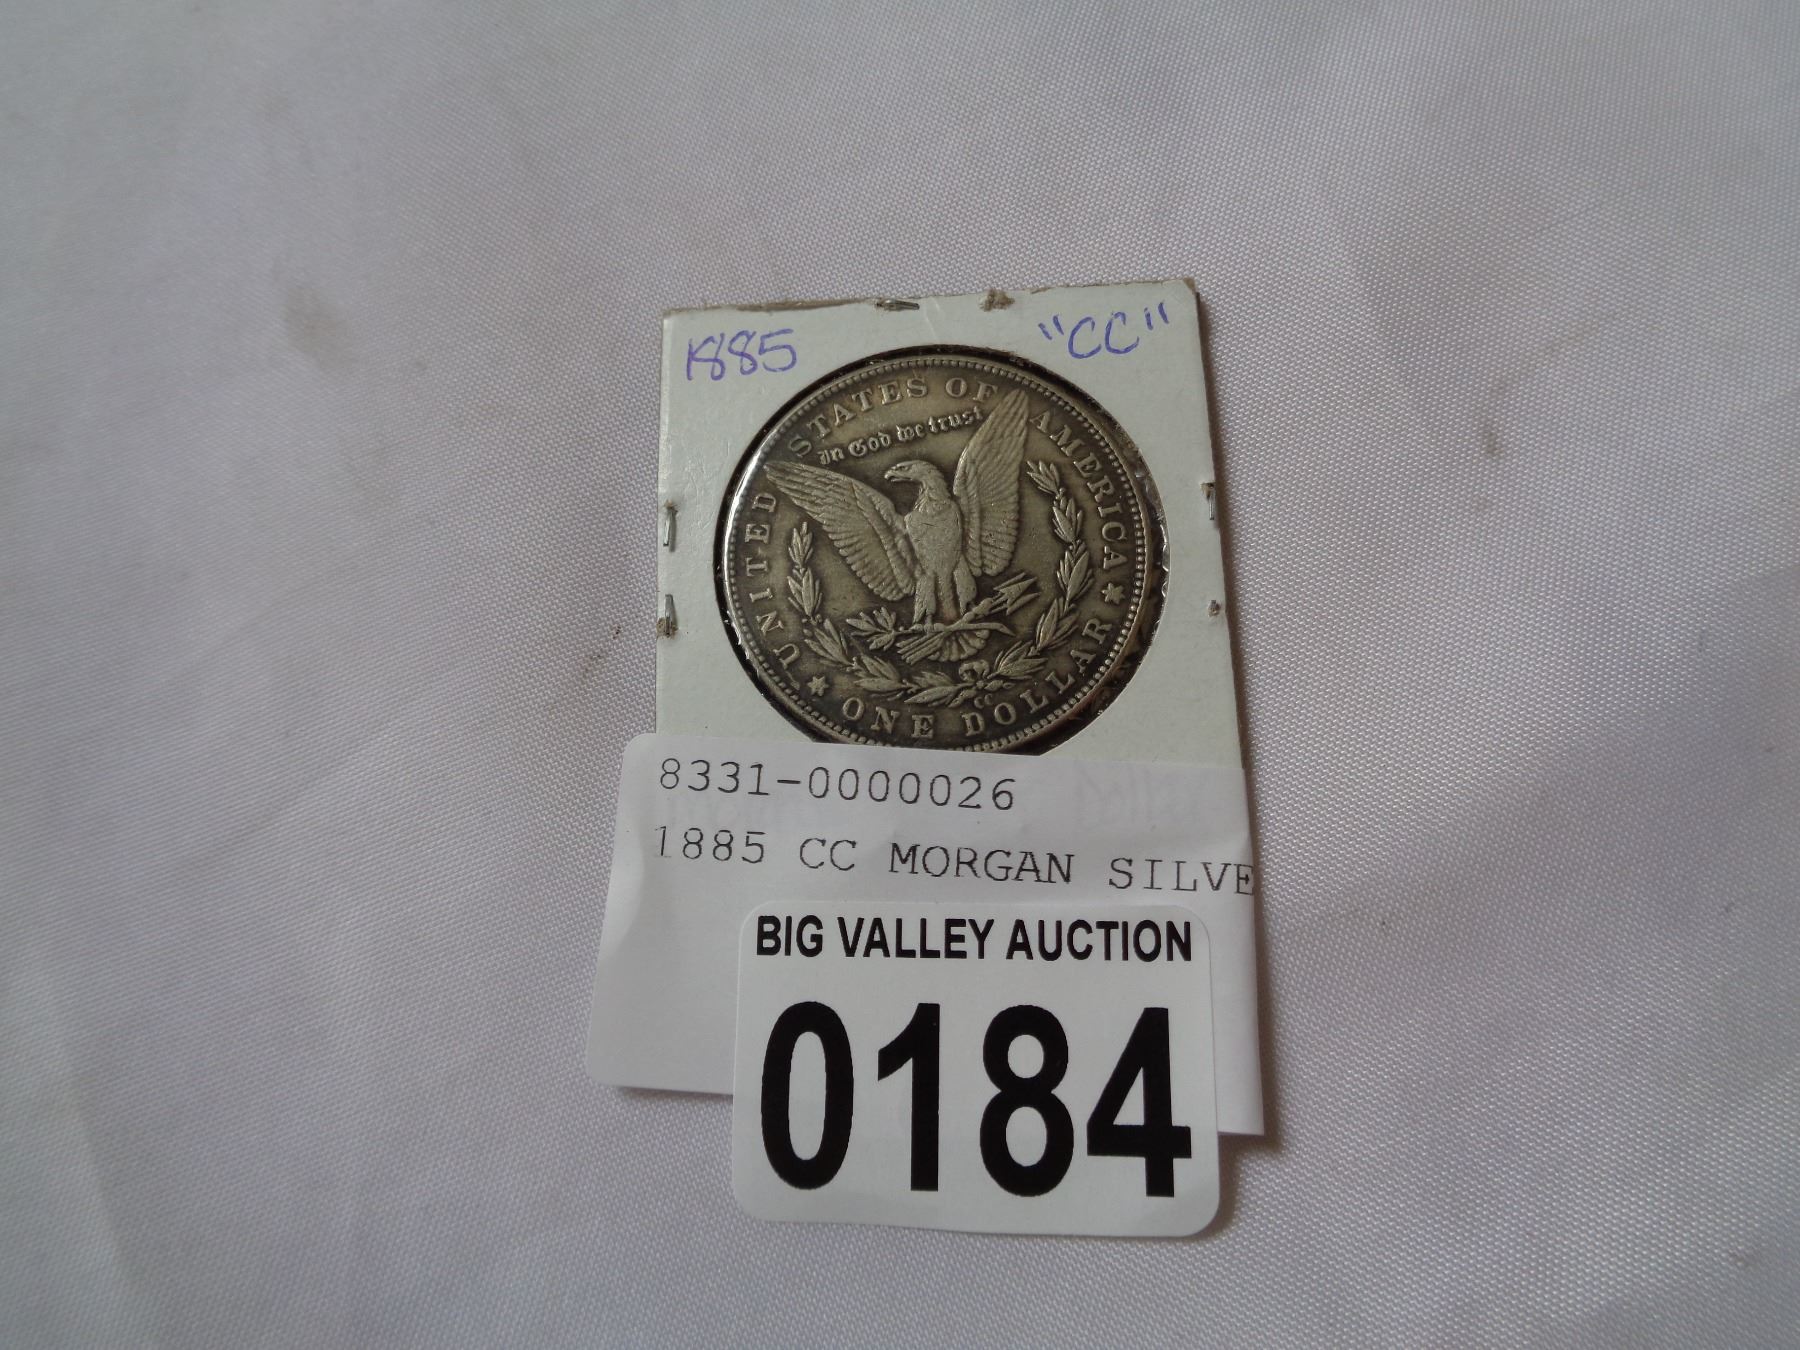 1885 "CC"
UNITED STATES OF AMERICA
In God we trust
CC
ONE DOLLAR
8331-0000026
1885 CC MORGAN SILVE
BIG VALLEY AUCTION
0184